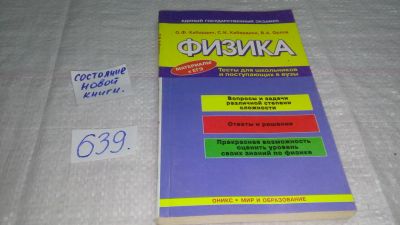 состояние
новой
книги.
639.
ЕДИНЫЙ ГОСУДАРСТВЕННЫЙ ЭКЗАМЕН
О.Ф. Кабардин, С.И. Кабардина, В.А. Орлов
ФИЗИКА
МАТЕРИАЛЫ
к ЕГЭ
Тесты для школьников
и поступающих в вузы
Вопросы и задачи
различной степени
сложности
Ответы и решения
Прекрасная возможность
оценить уровень
своих знаний по физике
ОНИКС • МИР И ОБРАЗОВАНИЕ